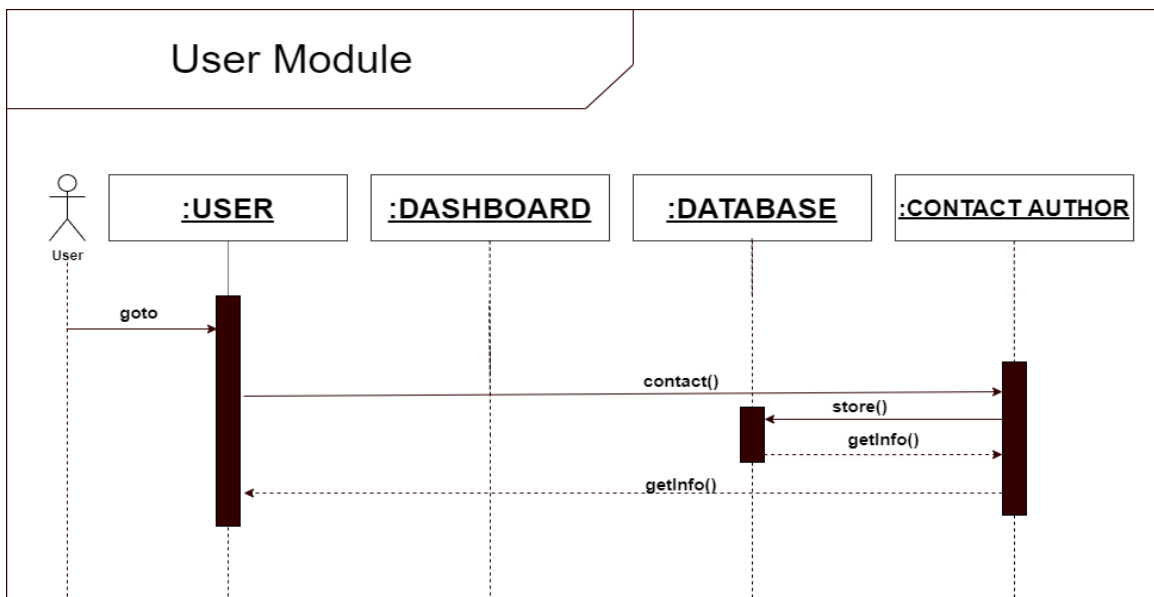 User Module
:USER
:DASHBOARD
:DATABASE
:CONTACT AUTHOR
User
goto
contact()
store()
getInfo()
getInfo()